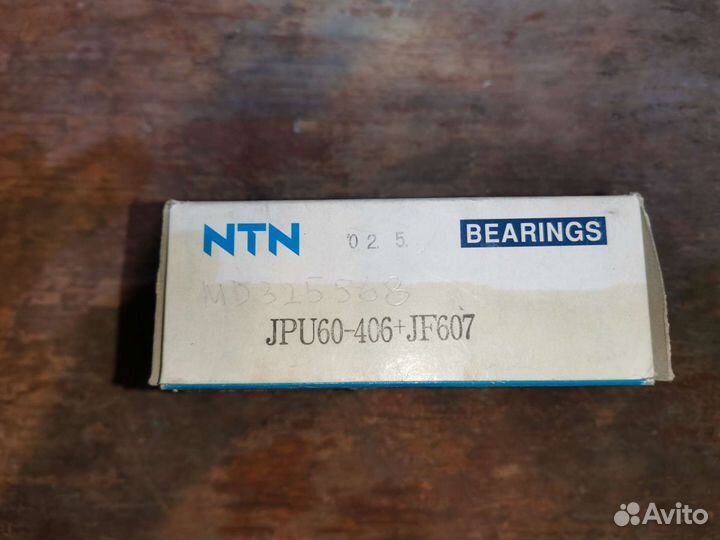 NTN '02. 5. BEARINGS
MD325568
JPU60-406+JF607
Avito